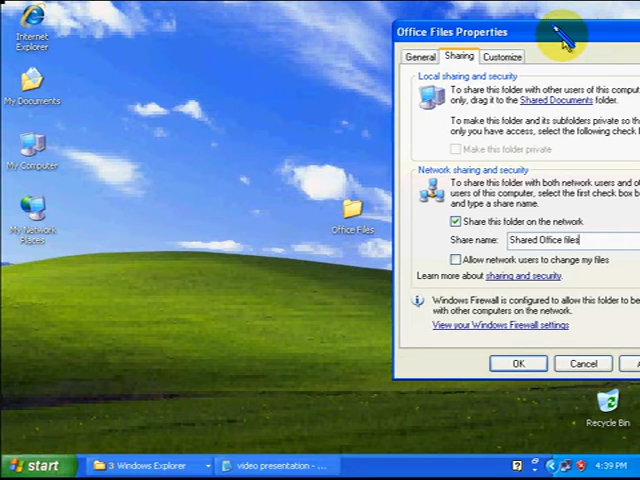 Internet
Explorer
My Documents
My Computer
My Network
Places
Office Files
Office Files Properties
General
Sharing
Customize
Local sharing and security
To share this folder with other users of this
only, drag it to the Shared Documents folder.
To make this folder and its subfolders private so
only you have access, select the following check
Make this folder private
Network sharing and security
To share this folder with both network users and
users of this computer, select the first check box
and type a share name.
Share this folder on the network
Share name: Shared Office files
Allow network users to change my files
Learn more about sharing and security.
Windows Firewall is configured to allow this folder to be
with other computers on the network.
View your Windows Firewall settings
OK
Cancel
Recycle Bin
start
3 Windows Explorer
video presentation - ...
4:39 PM